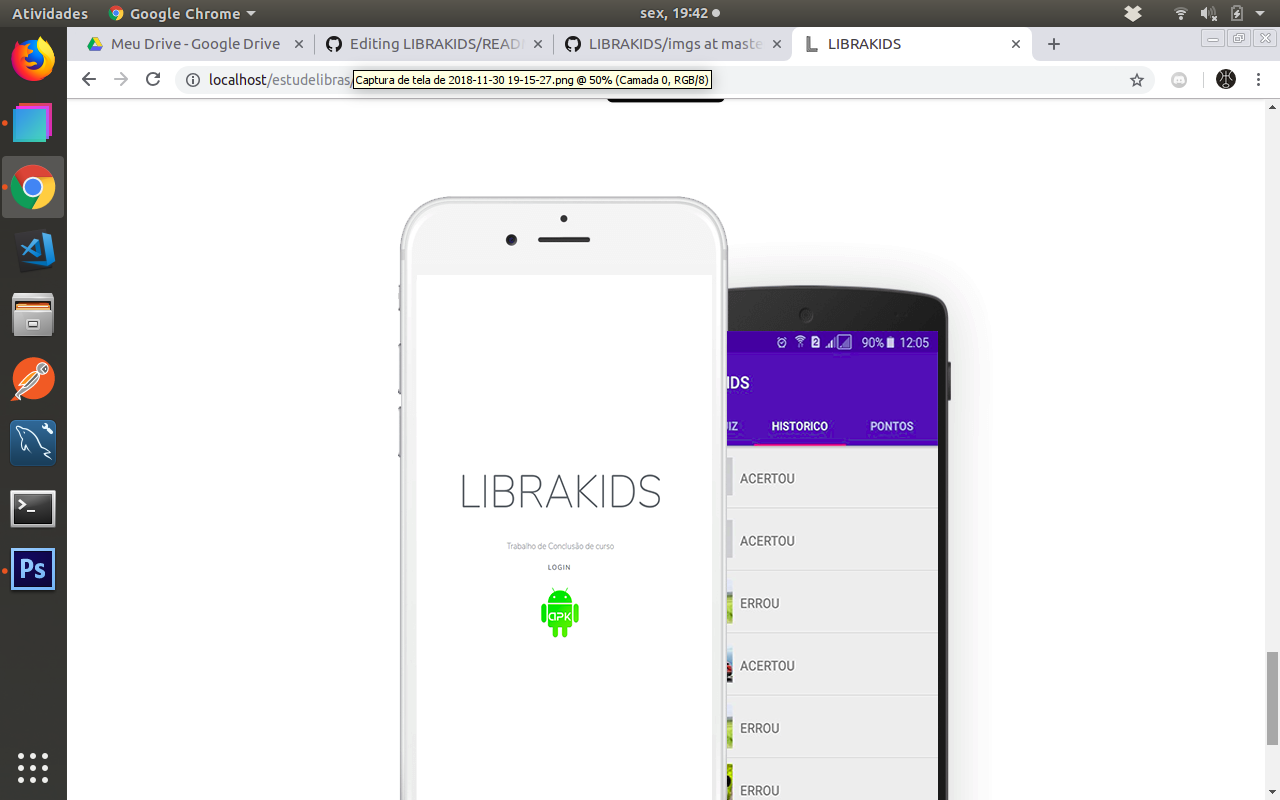 Atividades
Google Chrome
sex, 19:42
Meu Drive - Google Drive
Editing LIBRAKIDS/READ
LIBRAKIDS/imgs at maste
LIBRAKIDS
localhost/estudelibras/
Captura de tela de 2018-11-30 19-15-27.png @ 50% (Camada 0, RGB/8)
2
90%
12:05
IDS
IZ
HISTORICO
PONTOS
ACERTOU
ACERTOU
ERROU
ACERTOU
ERROU
ERROU
LIBRAKIDS
Trabalho de Conclusão de curso
LOGIN
APK
>_
Ps